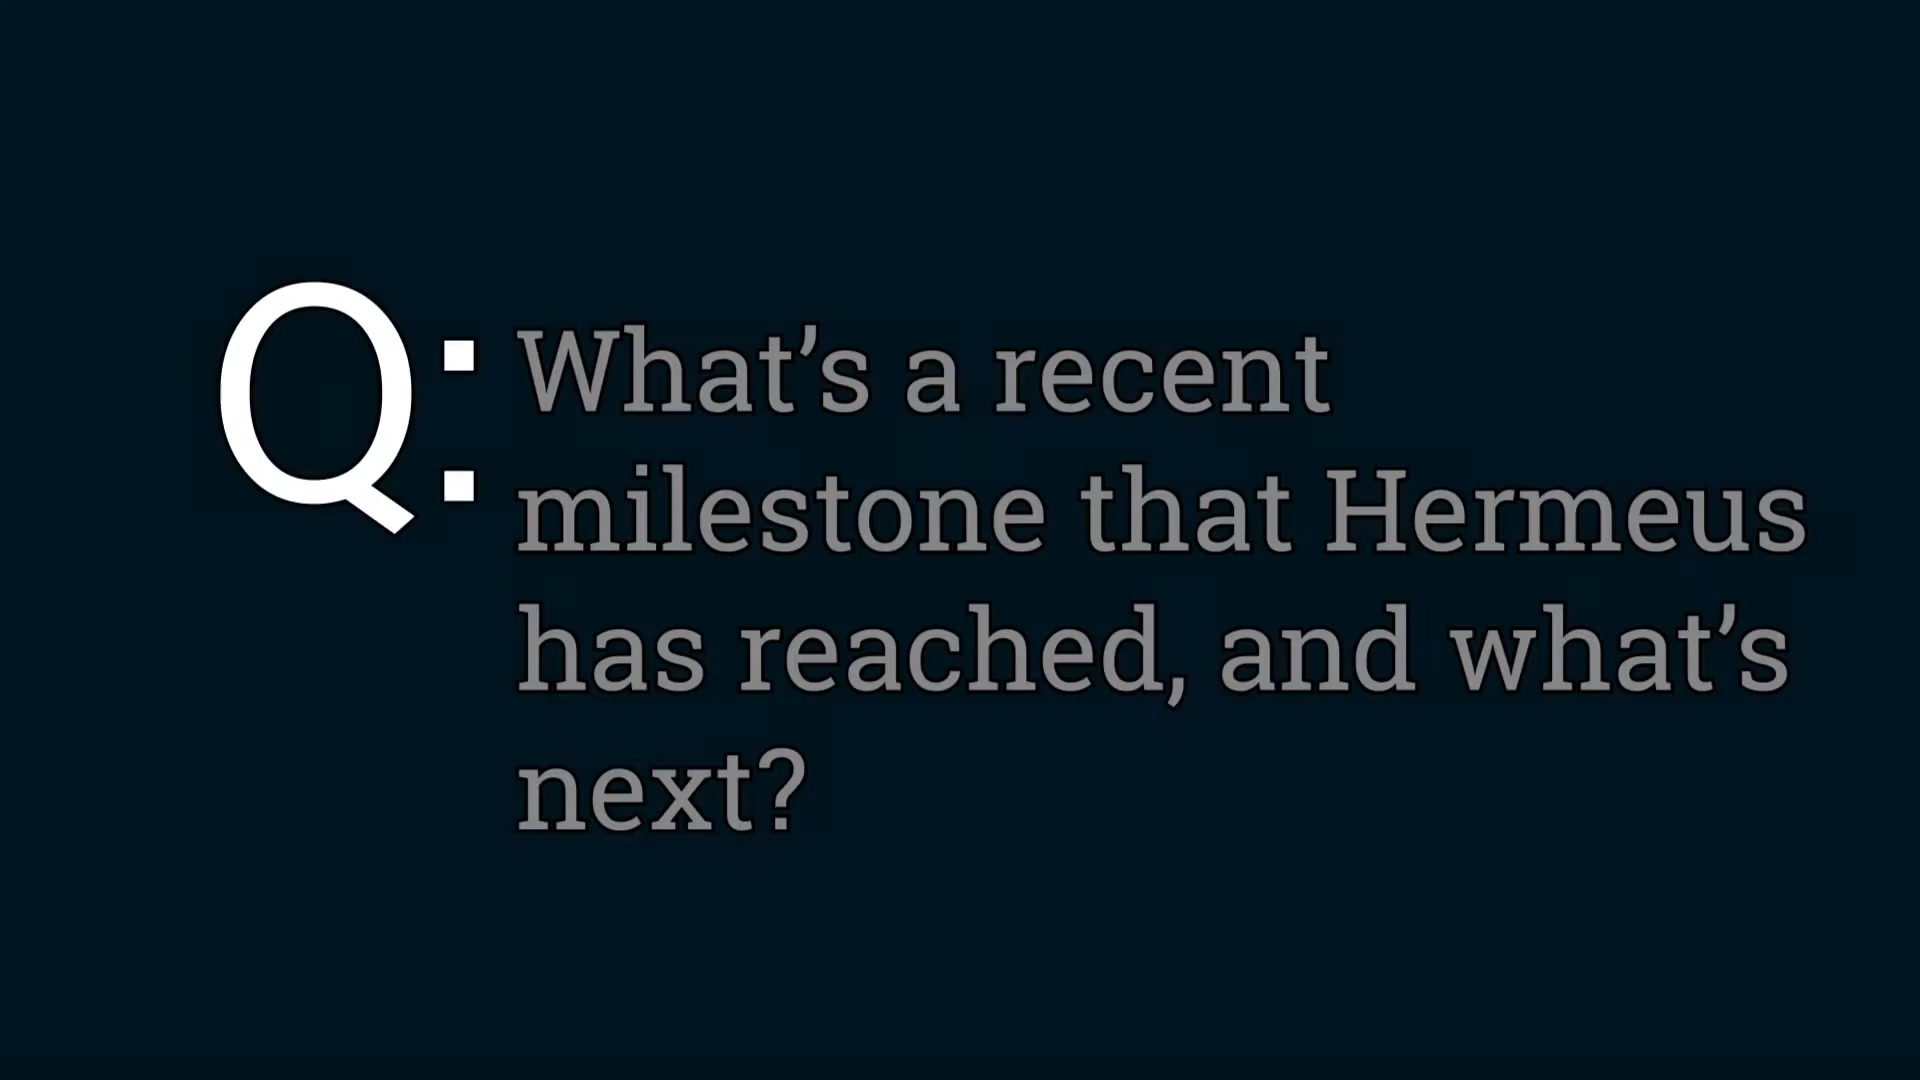 Q: What’s a recent
milestone that Hermeus
has reached, and what’s
next?